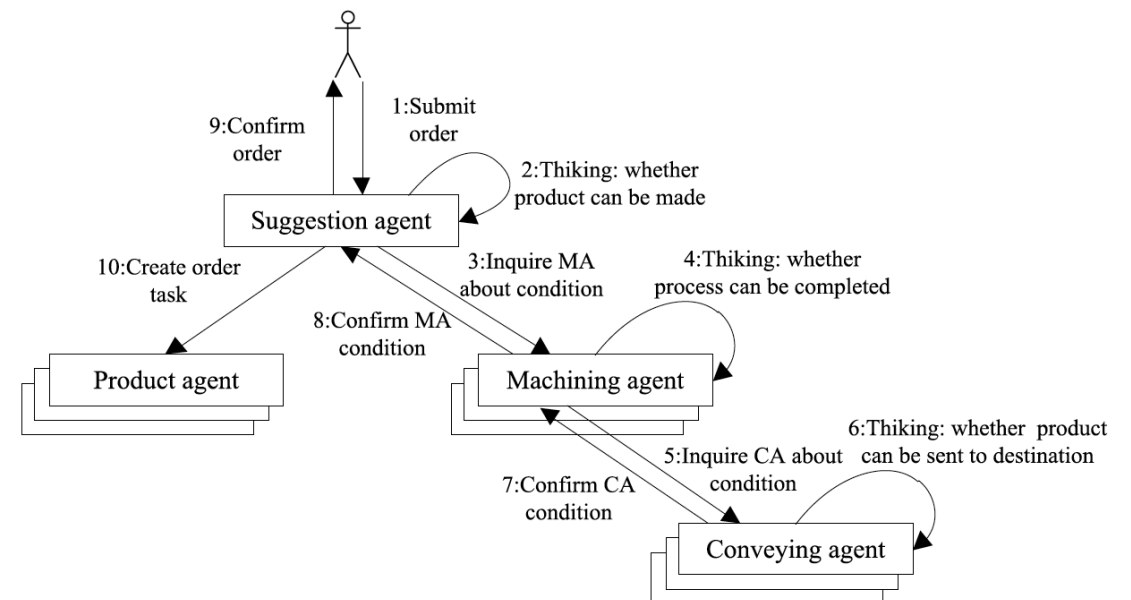 1:Submit
order
9:Confirm
order
2:Thiking: whether
product can be made
Suggestion agent
10:Create order
task
3:Inquire MA
about condition
4:Thiking: whether
process can be completed
8:Confirm MA
condition
Product agent
Machining agent
5:Inquire CA about
condition
6:Thiking: whether product
can be sent to destination
7:Confirm CA
condition
Conveying agent